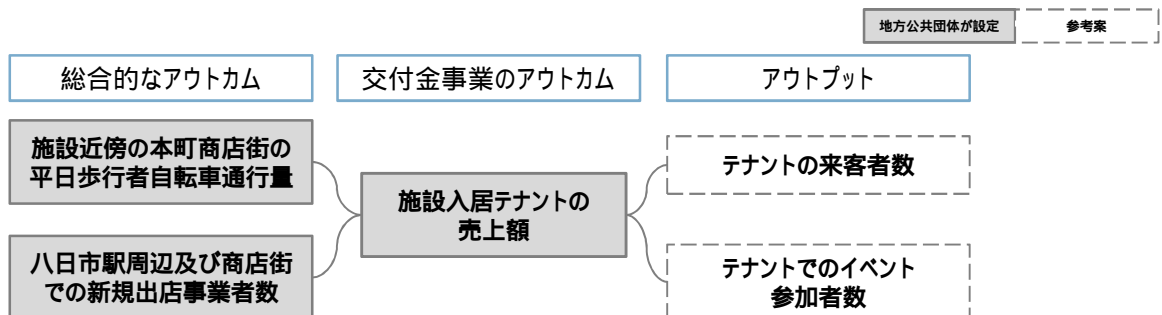 地方公共団体が設定
参考案
総合的なアウトカム
交付金事業のアウトカム
アウトプット
施設近傍の本町商店街の
平日歩行者自転車通行量
八日市駅周辺及び商店街
での新規出店事業者数
施設入居テナントの
売上額
テナントの来客者数
テナントでのイベント
参加者数